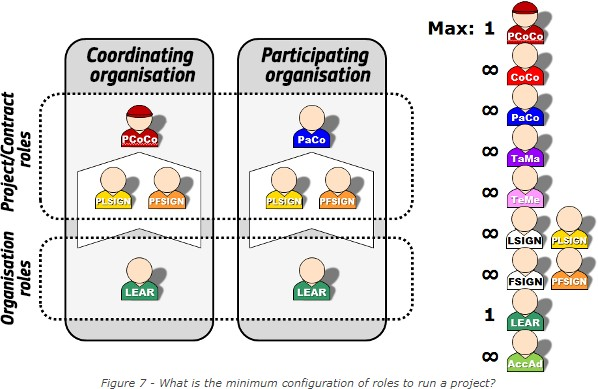 Coordinating
organisation
Participating
organisation
Project/Contract
roles
PCoCo
PaCo
PLSIGN
PFSIGN
PLSIGN
PFSIGN
Organisation
roles
LEAR
LEAR
Max: 1
PCoCo
∞
CoCo
∞
PaCo
∞
TaMa
∞
TeMe
∞
LSIGN
PLSIGN
∞
FSIGN
PFSIGN
1
LEAR
∞
AccAd
Figure 7 - What is the minimum configuration of roles to run a project?